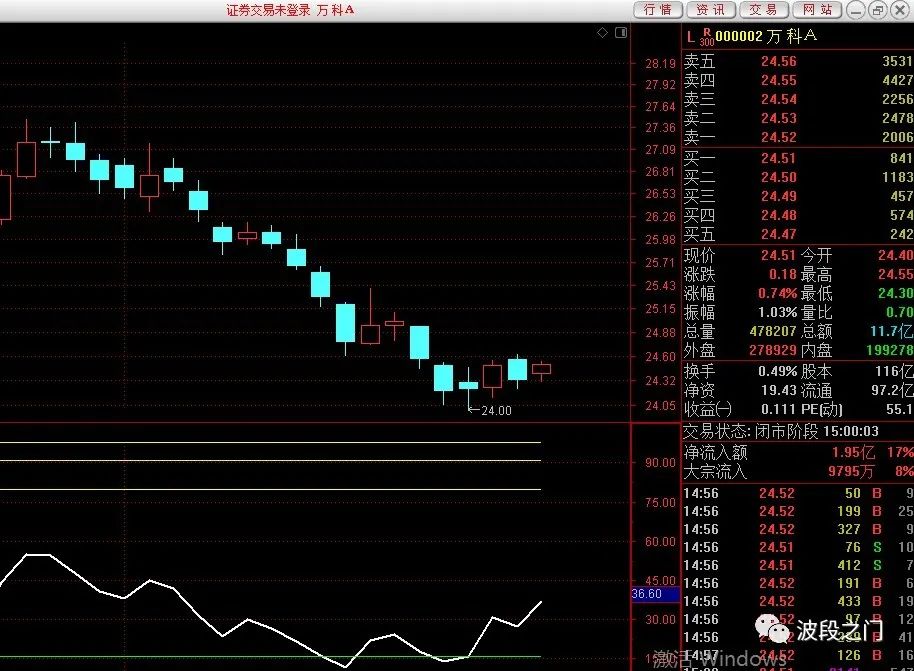 证券交易未登录 万科A
行情 资讯 交易 网站
L R 300 000002 万科A
28.19
27.92
27.64
27.36
27.09
26.81
26.53
26.26
25.98
25.71
25.43
25.15
24.88
24.60
24.32
24.05
←24.00
90.00
75.00
60.00
45.00
36.60
30.00
卖五 24.56 3531
卖四 24.55 4427
卖三 24.54 2256
卖二 24.53 2478
卖一 24.52 2006
买一 24.51 841
买二 24.50 1183
买三 24.49 457
买四 24.48 574
买五 24.47 242
现价 24.51 今开 24.40
涨跌 0.18 最高 24.55
涨幅 0.74% 最低 24.30
振幅 1.03% 量比 0.70
总量 478207 总额 11.7亿
外盘 278929 内盘 199278
换手 0.49% 股本 116亿
净资 19.43 流通 97.2亿
收益(一) 0.111 PE(动) 55.1
交易状态: 闭市阶段 15:00:03
净流入额 1.95亿 17%
大宗流入 9795万 8%
14:56 24.52 50 B 9
14:56 24.52 199 B 25
14:56 24.52 327 B 9
14:56 24.51 76 S 10
14:56 24.51 412 S 7
14:56 24.52 191 B 6
14:56 24.52 433 B 19
14:56 24.52 97 B 12
14:56 24.52 B 41
14:57 24.52 126 B 16
波段之门
激活 Windows